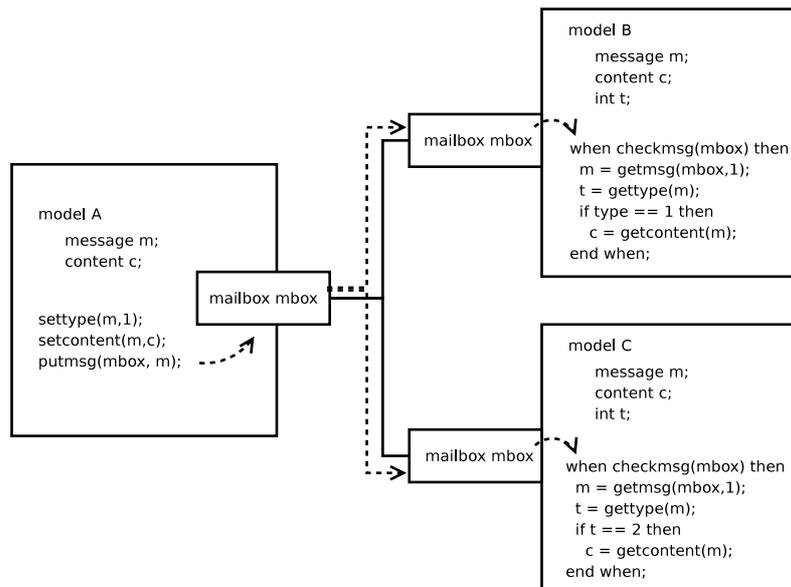 model A
message m;
content c;
mailbox mbox
settype(m,1);
setcontent(m,c);
putmsg(mbox, m);
model B
message m;
content c;
int t;
mailbox mbox
when checkmsg(mbox) then
m = getmsg(mbox,1);
t = gettype(m);
if type == 1 then
c = getcontent(m);
end when;
model C
message m;
content c;
int t;
mailbox mbox
when checkmsg(mbox) then
m = getmsg(mbox,1);
t = gettype(m);
if t == 2 then
c = getcontent(m);
end when;